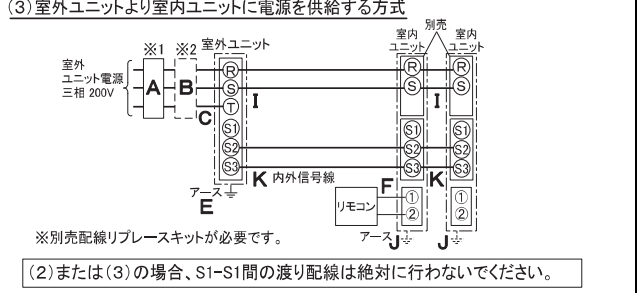 (3)室外ユニットより室内ユニットに電源を供給する方式
※1 ※2 室外ユニット
別売
室内
ユニット
室内
ユニット
室外
ユニット電源
三相 200V
A
B
C
R
S
T
S1
S2
S3
I
R
S
S1
S2
S3
I
R
S
S1
S2
S3
K 内外信号線
F
K
アース
E
リモコン
①
②
①
②
アース J
J
※別売配線リプレースキットが必要です。
(2)または(3)の場合、S1-S1間の渡り配線は絶対に行わないでください。